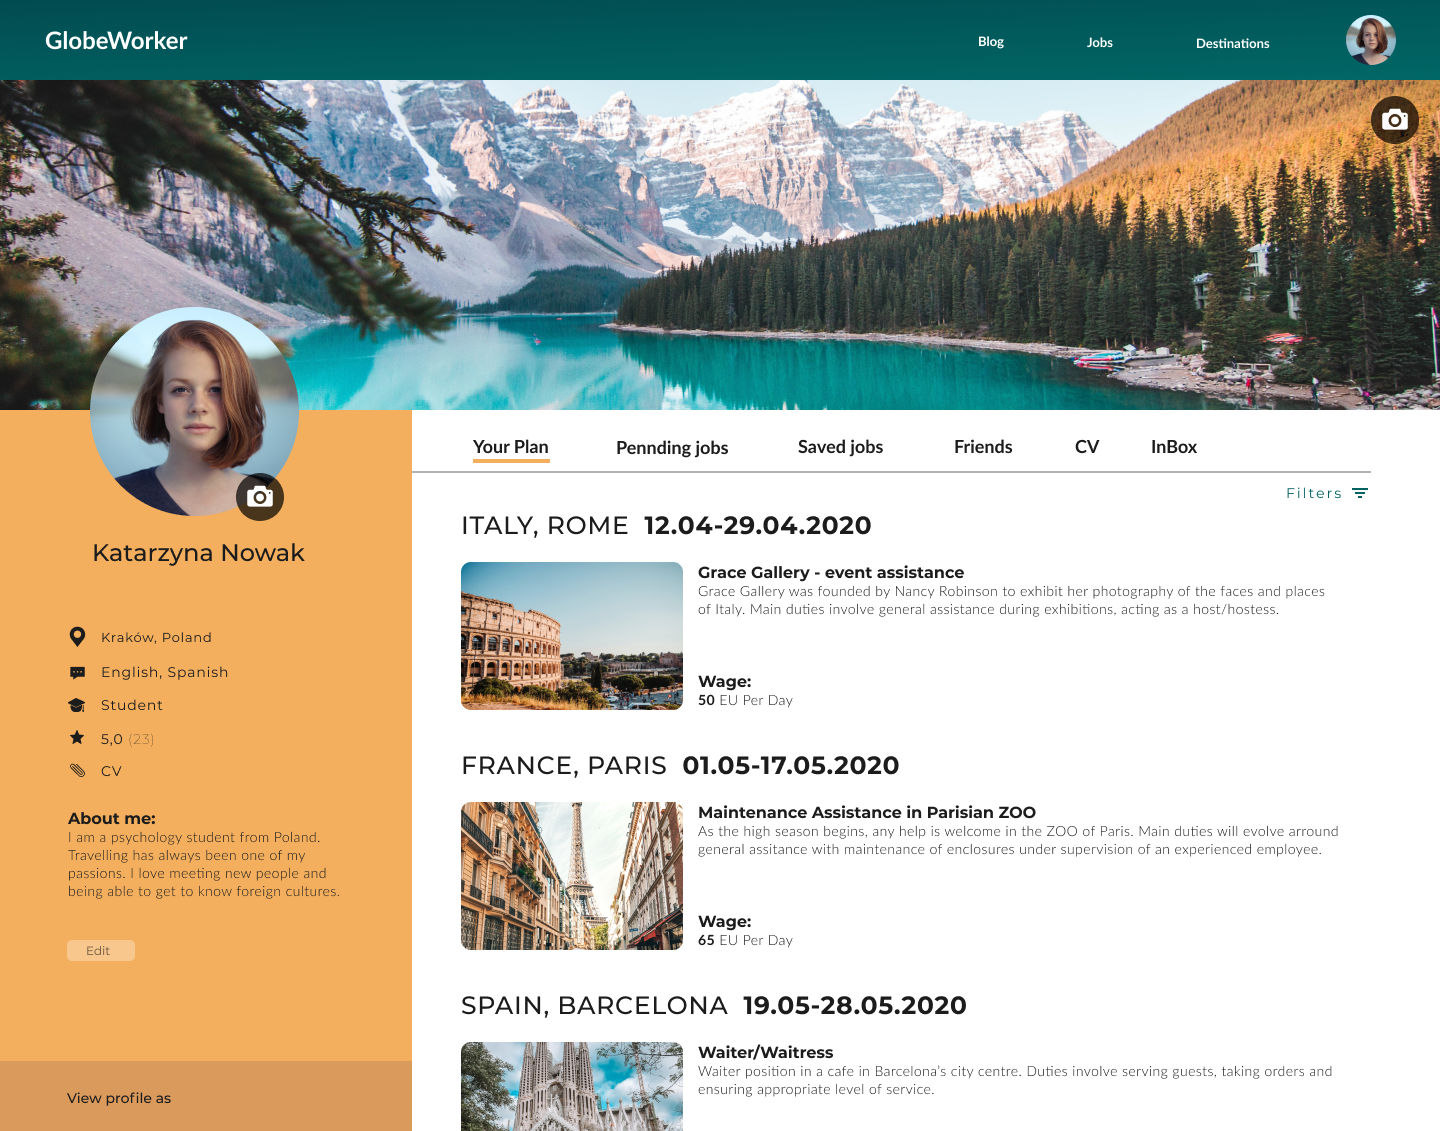 GlobeWorker
Blog
Jobs
Destinations
Your Plan
Pennding jobs
Saved jobs
Friends
CV
InBox
Filters
Katarzyna Nowak
Kraków, Poland
English, Spanish
Student
5,0 (23)
CV
About me:
I am a psychology student from Poland.
Travelling has always been one of my
passions. I love meeting new people and
being able to get to know foreign cultures.
Edit
View profile as
ITALY, ROME 12.04-29.04.2020
Grace Gallery - event assistance
Grace Gallery was founded by Nancy Robinson to exhibit her photography of the faces and places
of Italy. Main duties involve general assistance during exhibitions, acting as a host/hostess.
Wage:
50 EU Per Day
FRANCE, PARIS 01.05-17.05.2020
Maintenance Assistance in Parisian ZOO
As the high season begins, any help is welcome in the ZOO of Paris. Main duties will evolve arround
general assitance with maintenance of enclosures under supervision of an experienced employee.
Wage:
65 EU Per Day
SPAIN, BARCELONA 19.05-28.05.2020
Waiter/Waitress
Waiter position in a cafe in Barcelona's city centre. Duties involve serving guests, taking orders and
ensuring appropriate level of service.